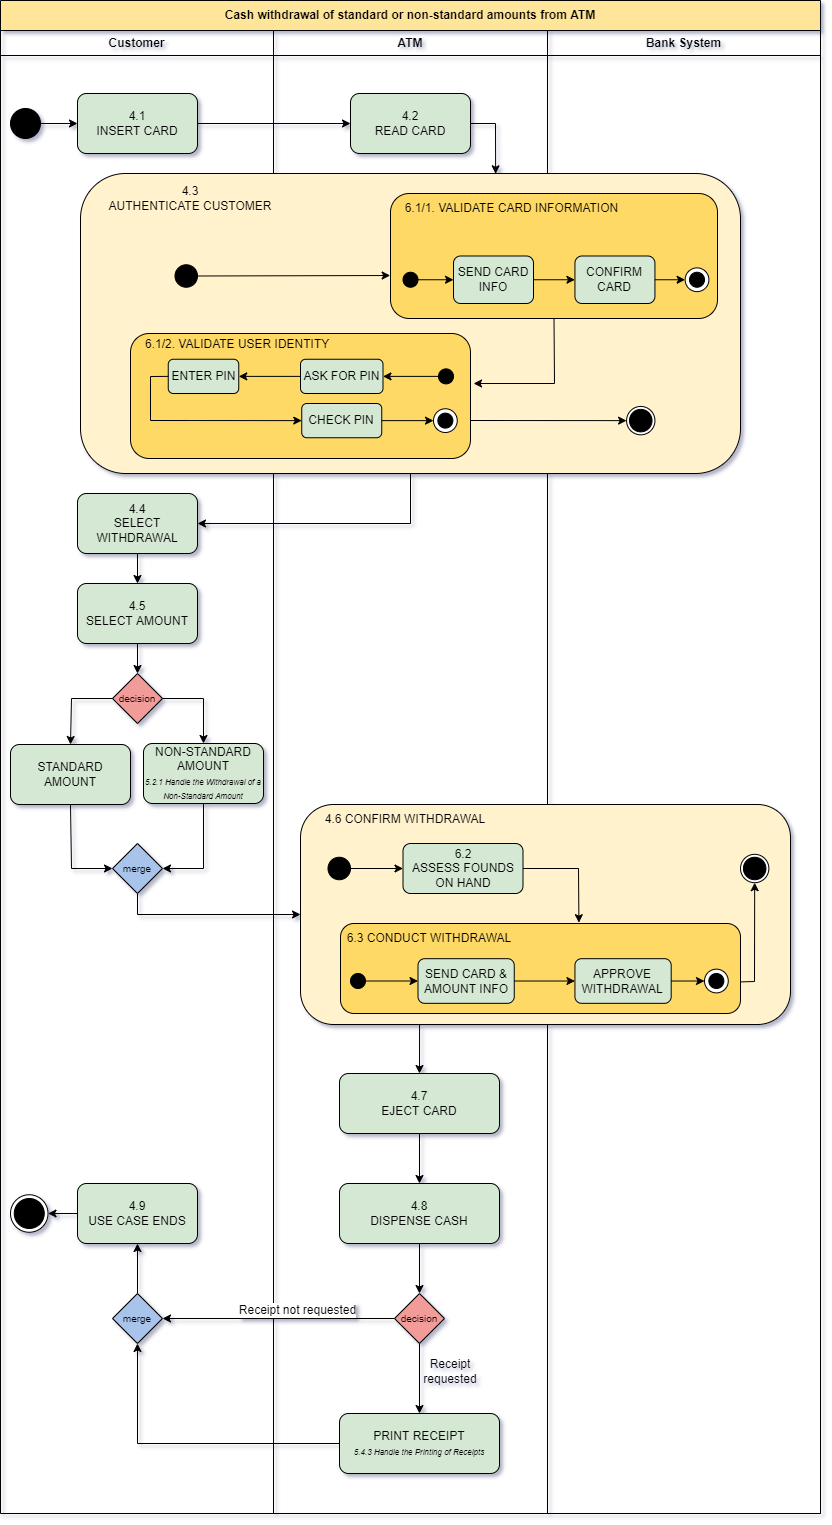 Cash withdrawal of standard or non-standard amounts from ATM
Customer
ATM
Bank System
4.1
INSERT CARD
4.2
READ CARD
4.3
AUTHENTICATE CUSTOMER
6.1/1. VALIDATE CARD INFORMATION
SEND CARD
INFO
CONFIRM
CARD
6.1/2. VALIDATE USER IDENTITY
ENTER PIN
ASK FOR PIN
CHECK PIN
4.4
SELECT
WITHDRAWAL
4.5
SELECT AMOUNT
decision
STANDARD
AMOUNT
NON-STANDARD
AMOUNT
5.2.1 Handle the Withdrawal of a
Non-Standard Amount
merge
4.6 CONFIRM WITHDRAWAL
6.2
ASSESS FOUNDS
ON HAND
6.3 CONDUCT WITHDRAWAL
SEND CARD &
AMOUNT INFO
APPROVE
WITHDRAWAL
4.7
EJECT CARD
4.8
DISPENSE CASH
4.9
USE CASE ENDS
decision
Receipt not requested
merge
Receipt
requested
PRINT RECEIPT
5.4.3 Handle the Printing of Receipts